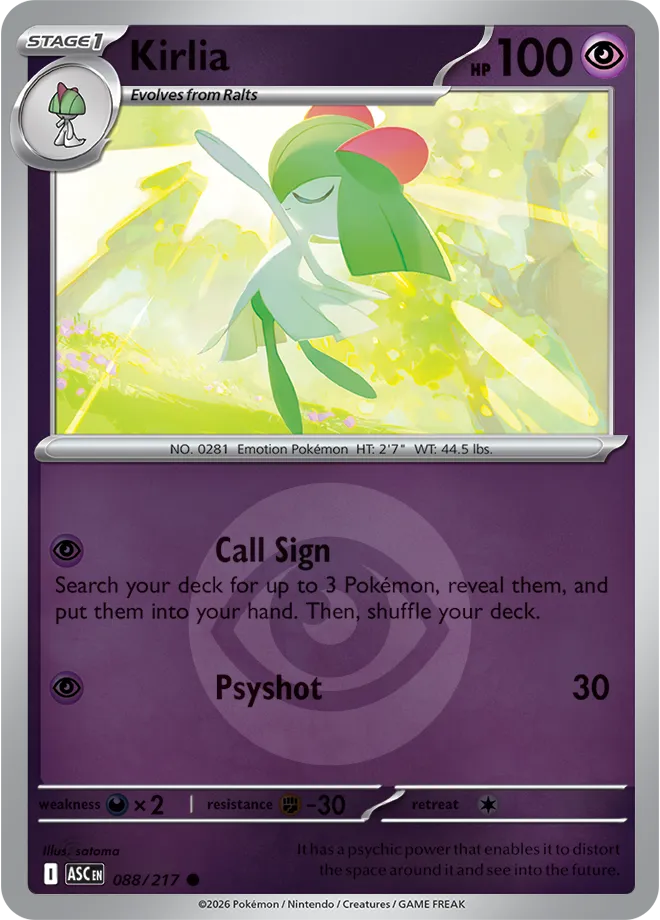 STAGE 1
Kirlia
HP 100
Evolves from Ralts
NO. 0281 Emotion Pokémon HT: 2'7" WT: 44.5 lbs.
Call Sign
Search your deck for up to 3 Pokémon, reveal them, and
put them into your hand. Then, shuffle your deck.
Psyshot 30
weakness ×2 resistance -30 retreat
Illus. satoma
It has a psychic power that enables it to distort
the space around it and see into the future.
I ASC EN 088/217
©2026 Pokémon / Nintendo / Creatures / GAME FREAK